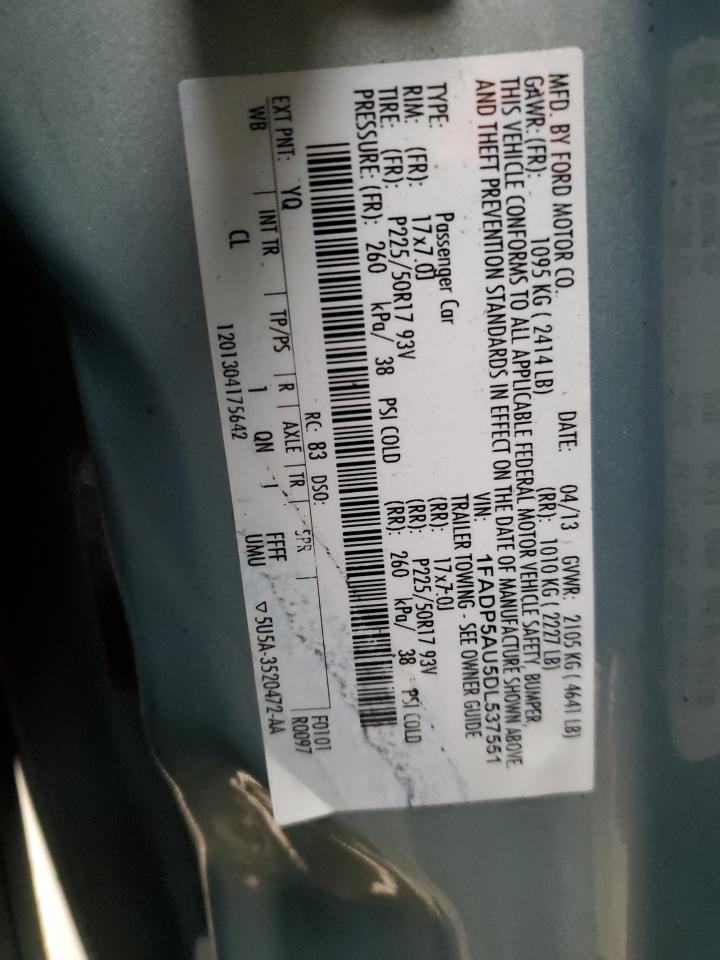 MFD. BY FORD MOTOR CO. DATE: 04/13 GVWR: 2105 KG ( 4641 LB)
GAWR: (FR): 1095 KG ( 2414 LB) (RR): 1010 KG ( 2227 LB)
THIS VEHICLE CONFORMS TO ALL APPLICABLE FEDERAL MOTOR VEHICLE SAFETY, BUMPER,
AND THEFT PREVENTION STANDARDS IN EFFECT ON THE DATE OF MANUFACTURE SHOWN ABOVE.
VIN: 1FADP5AU5DL537551
TYPE: Passenger Car TRAILER TOWING - SEE OWNER GUIDE
RIM: (FR): 17x7.0J (RR): 17x7.0J
TIRE: (FR): P225/50R17 93V (RR): P225/50R17 93V
PRESSURE: (FR): 260 kPa/ 38 PSI COLD (RR): 260 kPa/ 38 PSI COLD
RC: 83 DSO: F0101
EXT PNT: YQ R0097
WB INT TR TP/PS R AXLE TR SPR
CL 1 QN J FFFF
UMU
1201304175642 ▽5U5A-3520472-AA